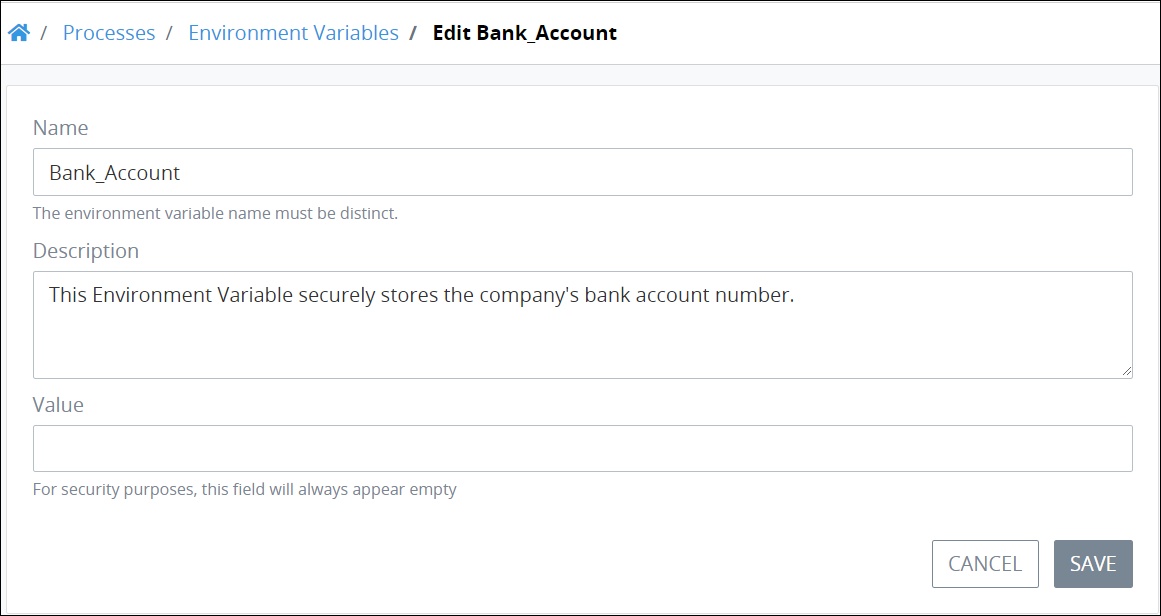 / Processes / Environment Variables / Edit Bank_Account
Name
Bank_Account
The environment variable name must be distinct.
Description
This Environment Variable securely stores the company's bank account number.
Value
For security purposes, this field will always appear empty
CANCEL SAVE